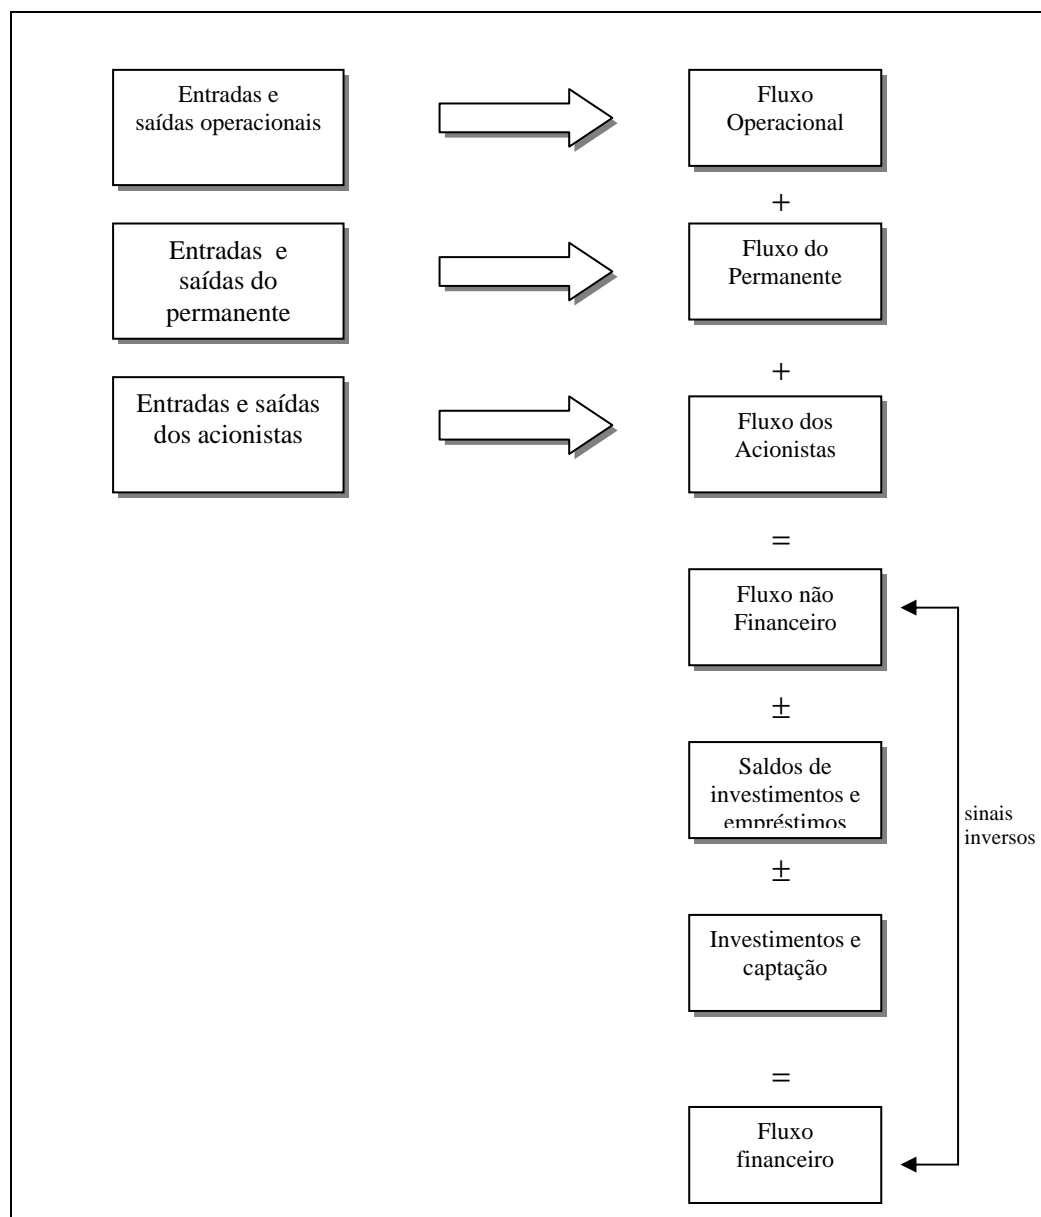 Entradas e
saídas operacionais
Fluxo
Operacional
+
Entradas e
saídas do
permanente
Fluxo do
Permanente
+
Entradas e saídas
dos acionistas
Fluxo dos
Acionistas
=
Fluxo não
Financeiro
±
Saldos de
investimentos e
empréstimos
sinais
inversos
±
Investimentos e
captação
=
Fluxo
financeiro